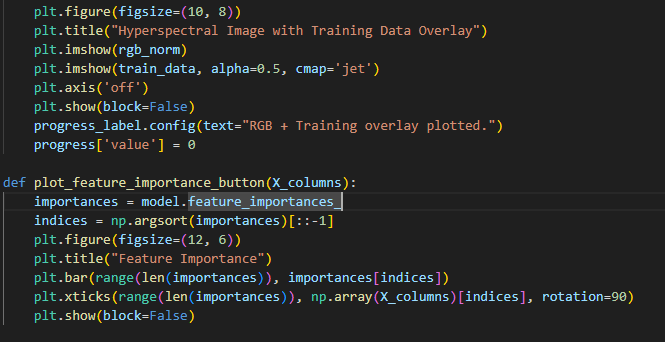 plt.figure(figsize=(10, 8))
plt.title("Hyperspectral Image with Training Data Overlay")
plt.imshow(rgb_norm)
plt.imshow(train_data, alpha=0.5, cmap='jet')
plt.axis('off')
plt.show(block=False)
progress_label.config(text="RGB + Training overlay plotted.")
progress['value'] = 0
def plot_feature_importance_button(X_columns):
importances = model.feature_importances_
indices = np.argsort(importances)[::-1]
plt.figure(figsize=(12, 6))
plt.title("Feature Importance")
plt.bar(range(len(importances)), importances[indices])
plt.xticks(range(len(importances)), np.array(X_columns)[indices], rotation=90)
plt.show(block=False)